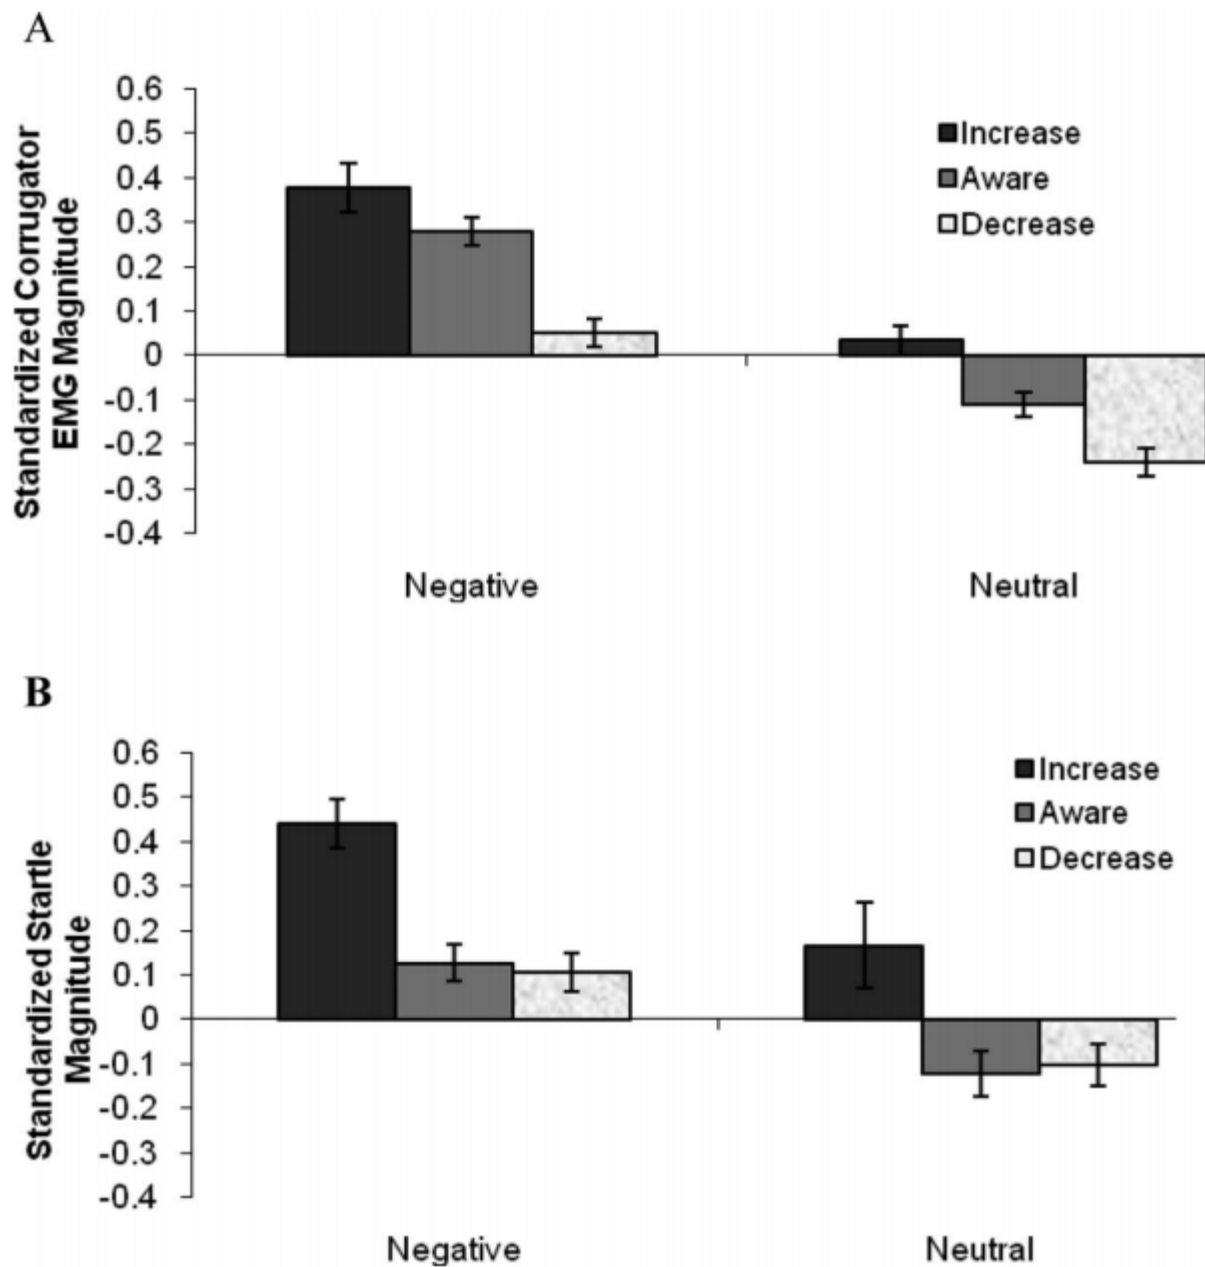 A
Standardized Corrugator
EMG Magnitude
0.6
0.5
0.4
0.3
0.2
0.1
0
-0.1
-0.2
-0.3
-0.4
Increase
Aware
Decrease
Negative
Neutral
B
Standardized Startle
Magnitude
0.6
0.5
0.4
0.3
0.2
0.1
0
-0.1
-0.2
-0.3
-0.4
Increase
Aware
Decrease
Negative
Neutral